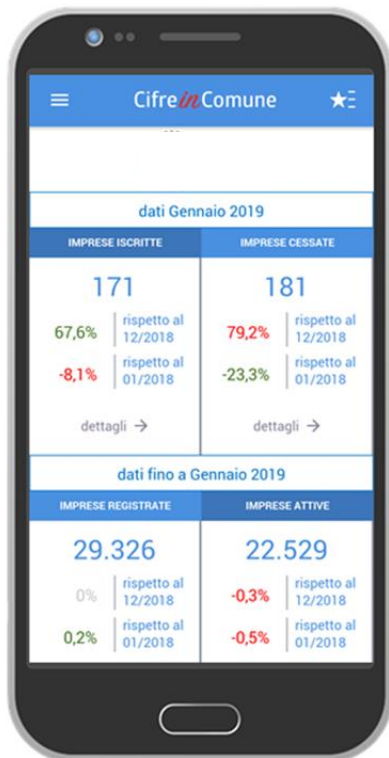 CifreinComune
dati Gennaio 2019
IMPRESE ISCRITTE
IMPRESE CESSATE
171
181
67,6% rispetto al
12/2018
79,2% rispetto al
12/2018
-8,1% rispetto al
01/2018
-23,3% rispetto al
01/2018
dettagli →
dettagli →
dati fino a Gennaio 2019
IMPRESE REGISTRATE
IMPRESE ATTIVE
29.326
22.529
0% rispetto al
12/2018
-0,3% rispetto al
12/2018
0,2% rispetto al
01/2018
-0,5% rispetto al
01/2018